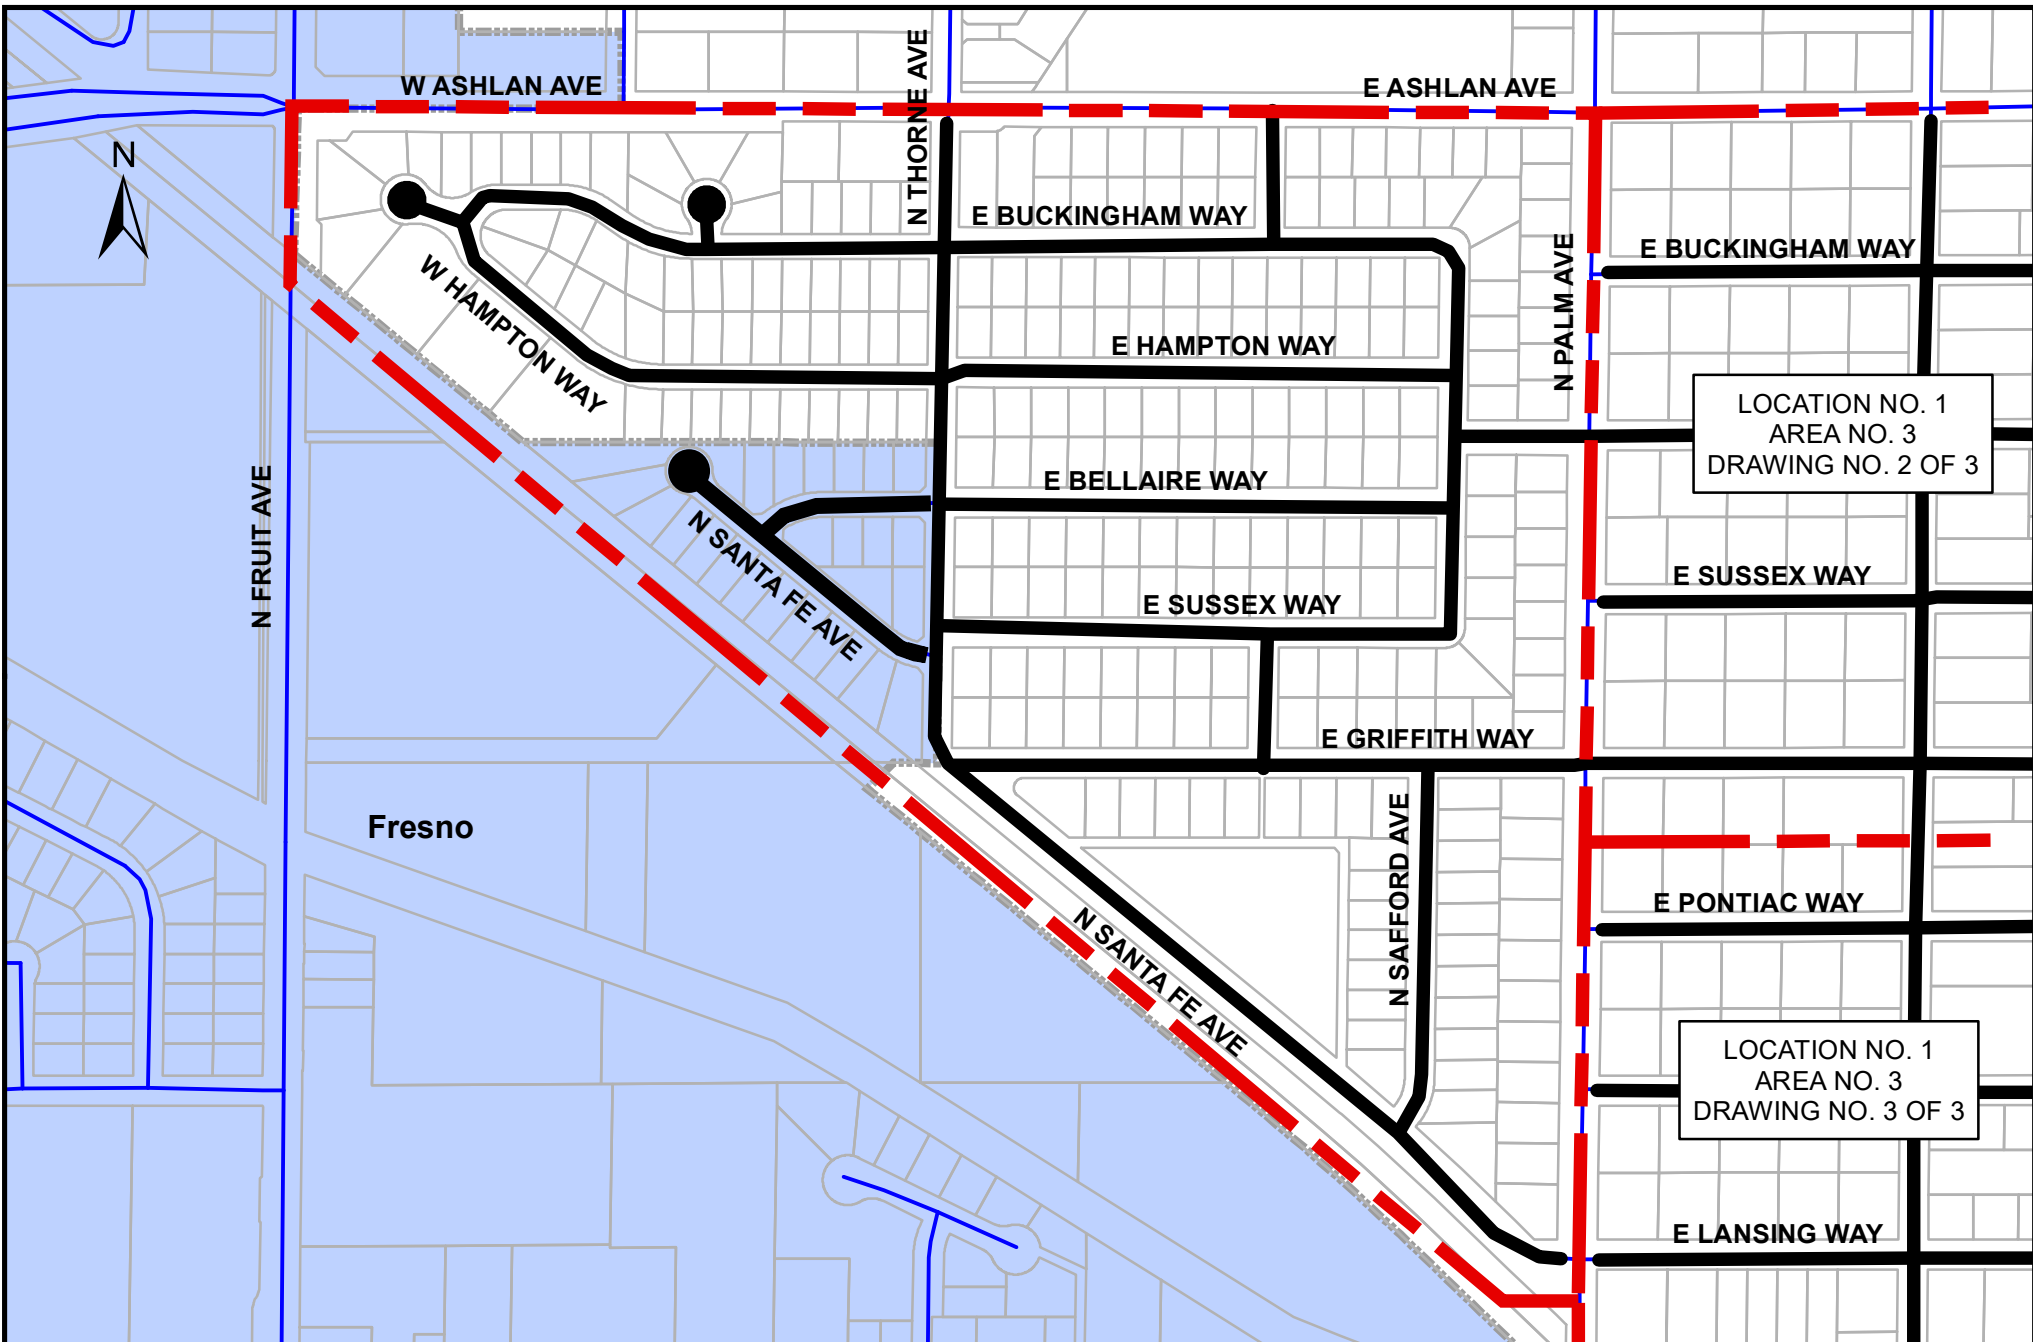 W ASHLAN AVE
N THORNE AVE
E ASHLAN AVE
N
E BUCKINGHAM WAY
E BUCKINGHAM WAY
W HAMPTON WAY
N PALM AVE
E HAMPTON WAY
LOCATION NO. 1
AREA NO. 3
DRAWING NO. 2 OF 3
N FRUIT AVE
E BELLAIRE WAY
N SANTA FE AVE
E SUSSEX WAY
E SUSSEX WAY
E GRIFFITH WAY
Fresno
N SAFFORD AVE
E PONTIAC WAY
N SANTA FE AVE
LOCATION NO. 1
AREA NO. 3
DRAWING NO. 3 OF 3
E LANSING WAY